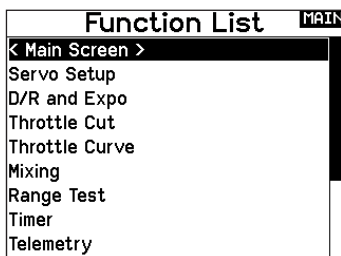 Function List
MAIN
< Main Screen >
Servo Setup
D/R and Expo
Throttle Cut
Throttle Curve
Mixing
Range Test
Timer
Telemetry